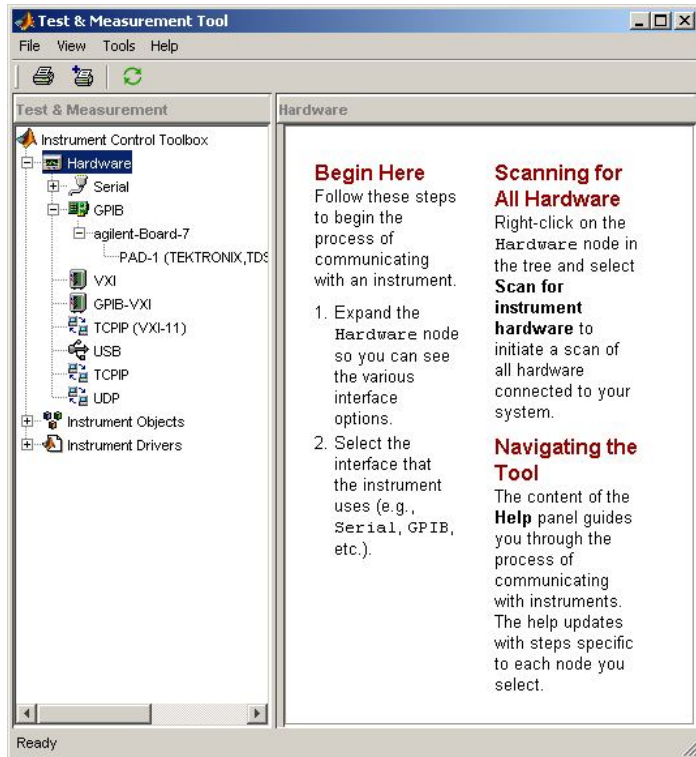 Test & Measurement Tool
File View Tools Help
Test & Measurement
Instrument Control Toolbox
Hardware
Serial
GPIB
agilent-Board-7
PAD-1 (TEKTRONIX,TDS
VXI
GPIB-VXI
TCPIP (VXI-11)
USB
TCPIP
UDP
Instrument Objects
Instrument Drivers
Hardware
Begin Here
Follow these steps
to begin the
process of
communicating
with an instrument.
1. Expand the
Hardware node
so you can see
the various
interface
options.
2. Select the
interface that
the instrument
uses (e.g.,
Serial, GPIB,
etc.).
Scanning for
All Hardware
Right-click on the
Hardware node in
the tree and select
Scan for
instrument
hardware to
initiate a scan of
all hardware
connected to your
system.
Navigating the
Tool
The content of the
Help panel guides
you through the
process of
communicating
with instruments.
The help updates
with steps specific
to each node you
select.
Ready